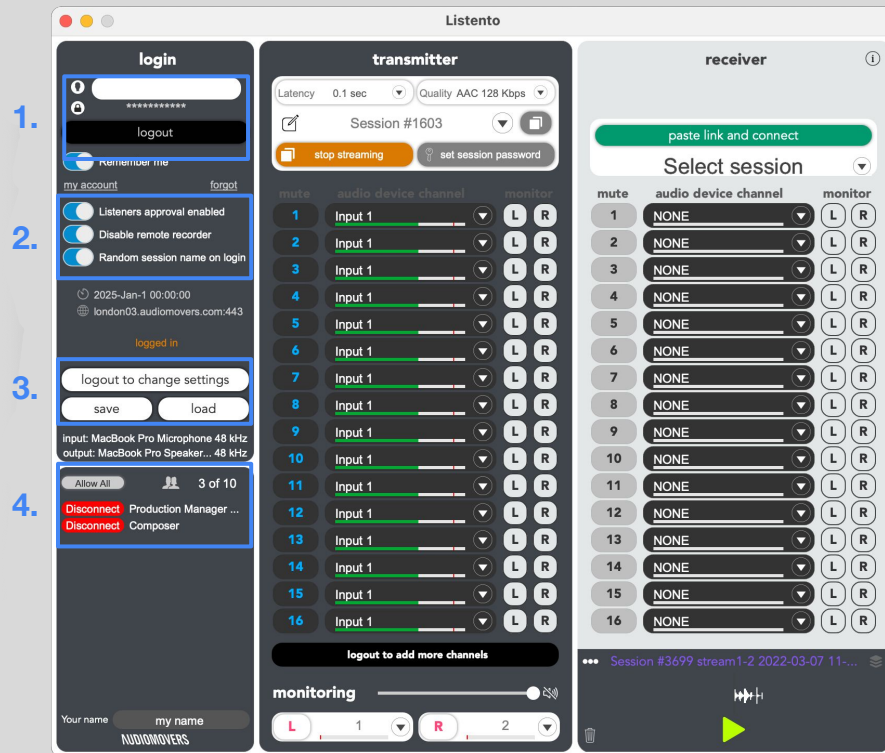 Listento
1.
2.
3.
4.
login
***********
logout
Remember me
my account forgot
Listeners approval enabled
Disable remote recorder
Random session name on login
2025-Jan-1 00:00:00
london03.audiomovers.com:443
logged in
logout to change settings
save load
input: MacBook Pro Microphone 48 kHz
output: MacBook Pro Speaker... 48 kHz
Allow All 3 of 10
Disconnect Production Manager ...
Disconnect Composer
Your name my name
AUDIOMOVERS
transmitter
Latency 0.1 sec Quality AAC 128 Kbps
Session #1603
stop streaming set session password
mute audio device channel monitor
1 Input 1 L R
2 Input 1 L R
3 Input 1 L R
4 Input 1 L R
5 Input 1 L R
6 Input 1 L R
7 Input 1 L R
8 Input 1 L R
9 Input 1 L R
10 Input 1 L R
11 Input 1 L R
12 Input 1 L R
13 Input 1 L R
14 Input 1 L R
15 Input 1 L R
16 Input 1 L R
logout to add more channels
monitoring
L 1 R 2
receiver i
paste link and connect
Select session
mute audio device channel monitor
1 NONE L R
2 NONE L R
3 NONE L R
4 NONE L R
5 NONE L R
6 NONE L R
7 NONE L R
8 NONE L R
9 NONE L R
10 NONE L R
11 NONE L R
12 NONE L R
13 NONE L R
14 NONE L R
15 NONE L R
16 NONE L R
Session #3699 stream1-2 2022-03-07 11-...